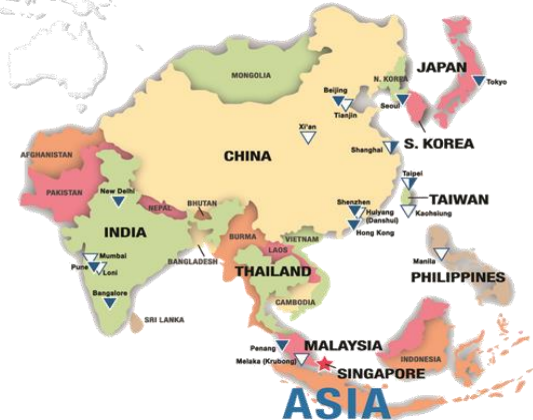 MONGOLIA
JAPAN
N. KOREA
Tokyo
Beijing
Tianjin
Seoul
Xi'an
S. KOREA
Shanghai
CHINA
AFGHANISTAN
Taipei
PAKISTAN
New Delhi
NEPAL
BHUTAN
Shenzhen
Huiyang
(Danshui)
TAIWAN
Kaohsiung
Hong Kong
INDIA
BURMA
VIETNAM
LAOS
BANGLADESH
Mumbai
Pune
Loni
THAILAND
Manila
PHILIPPINES
Bangalore
CAMBODIA
SRI LANKA
Penang
MALAYSIA
Melaka (Krubong)
INDONESIA
SINGAPORE
ASIA